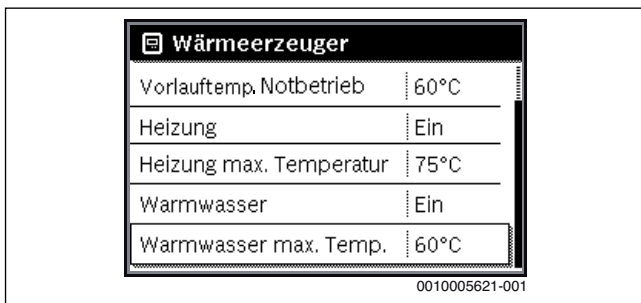 Wärmeerzeuger
Vorlauftemp. Notbetrieb 60°C
Heizung Ein
Heizung max. Temperatur 75°C
Warmwasser Ein
Warmwasser max. Temp. 60°C
0010005621-001